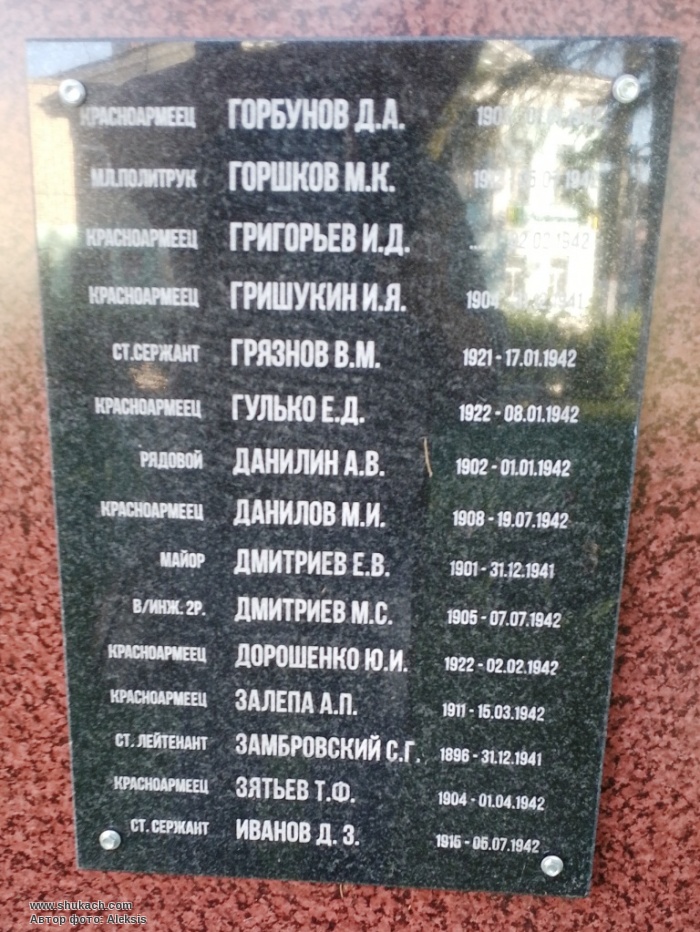 КРАСНОАРМЕЕЦ ГОРБУНОВ Д.А.
МЛ.ПОЛИТРУК ГОРШКОВ М.К.
КРАСНОАРМЕЕЦ ГРИГОРЬЕВ И.Д.
КРАСНОАРМЕЕЦ ГРИШУКИН И.Я. 1904
СТ.СЕРЖАНТ ГРЯЗНОВ В.М. 1921 - 17.01.1942
КРАСНОАРМЕЕЦ ГУЛЬКО Е.Д. 1922 - 08.01.1942
РЯДОВОЙ ДАНИЛИН А.В. 1902 - 01.01.1942
КРАСНОАРМЕЕЦ ДАНИЛОВ М.И. 1908 - 19.07.1942
МАЙОР ДМИТРИЕВ Е.В. 1901 - 31.12.1941
В/ИНЖ. 2Р. ДМИТРИЕВ М.С. 1905 - 07.07.1942
КРАСНОАРМЕЕЦ ДОРОШЕНКО Ю.И. 1922 - 02.02.1942
КРАСНОАРМЕЕЦ ЗАЛЕПА А.П. 1911 - 15.03.1942
СТ. ЛЕЙТЕНАНТ ЗАМБРОВСКИЙ С.Г. 1896 - 31.12.1941
КРАСНОАРМЕЕЦ ЗЯТЬЕВ Т.Ф. 1904 - 01.04.1942
СТ. СЕРЖАНТ ИВАНОВ Д. З. 1915 - 06.07.1942
www.shukach.com
Автор фото: Aleksis